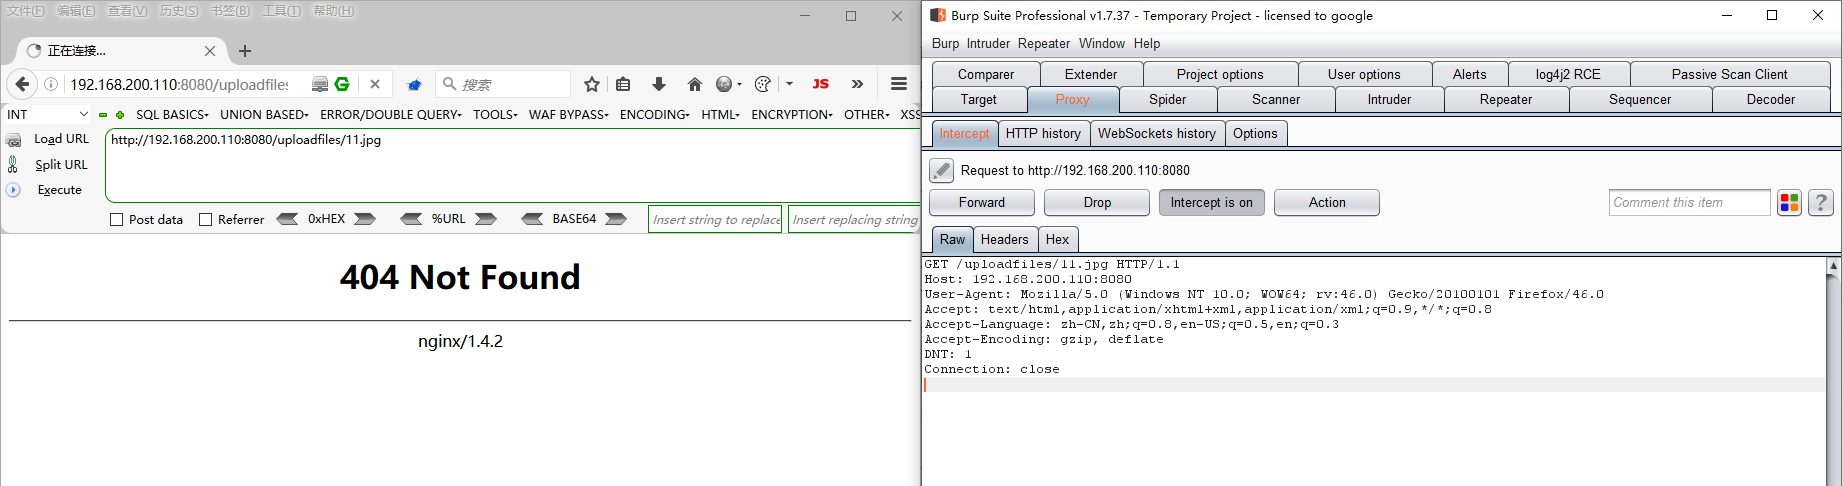 文件(F) 编辑(E) 查看(V) 历史(S) 书签(B) 工具(T) 帮助(H)
正在连接...
192.168.200.110:8080/uploadfiles
搜索
JS
INT
SQL BASICS UNION BASED ERROR/DOUBLE QUERY TOOLS WAF BYPASS ENCODING HTML ENCRYPTION OTHER XSS
Load URL
Split URL
Execute
http://192.168.200.110:8080/uploadfiles/11.jpg
Post data Referrer 0xHEX %URL BASE64 Insert string to replace Insert replacing string
404 Not Found
nginx/1.4.2
Burp Suite Professional v1.7.37 - Temporary Project - licensed to google
Burp Intruder Repeater Window Help
Comparer Extender Project options User options Alerts log4j2 RCE Passive Scan Client
Target Proxy Spider Scanner Intruder Repeater Sequencer Decoder
Intercept HTTP history WebSockets history Options
Request to http://192.168.200.110:8080
Forward Drop Intercept is on Action Comment this item ?
Raw Headers Hex
GET /uploadfiles/11.jpg HTTP/1.1
Host: 192.168.200.110:8080
User-Agent: Mozilla/5.0 (Windows NT 10.0; WOW64; rv:46.0) Gecko/20100101 Firefox/46.0
Accept: text/html,application/xhtml+xml,application/xml;q=0.9,*/*;q=0.8
Accept-Language: zh-CN,zh;q=0.8,en-US;q=0.5,en;q=0.3
Accept-Encoding: gzip, deflate
DNT: 1
Connection: close